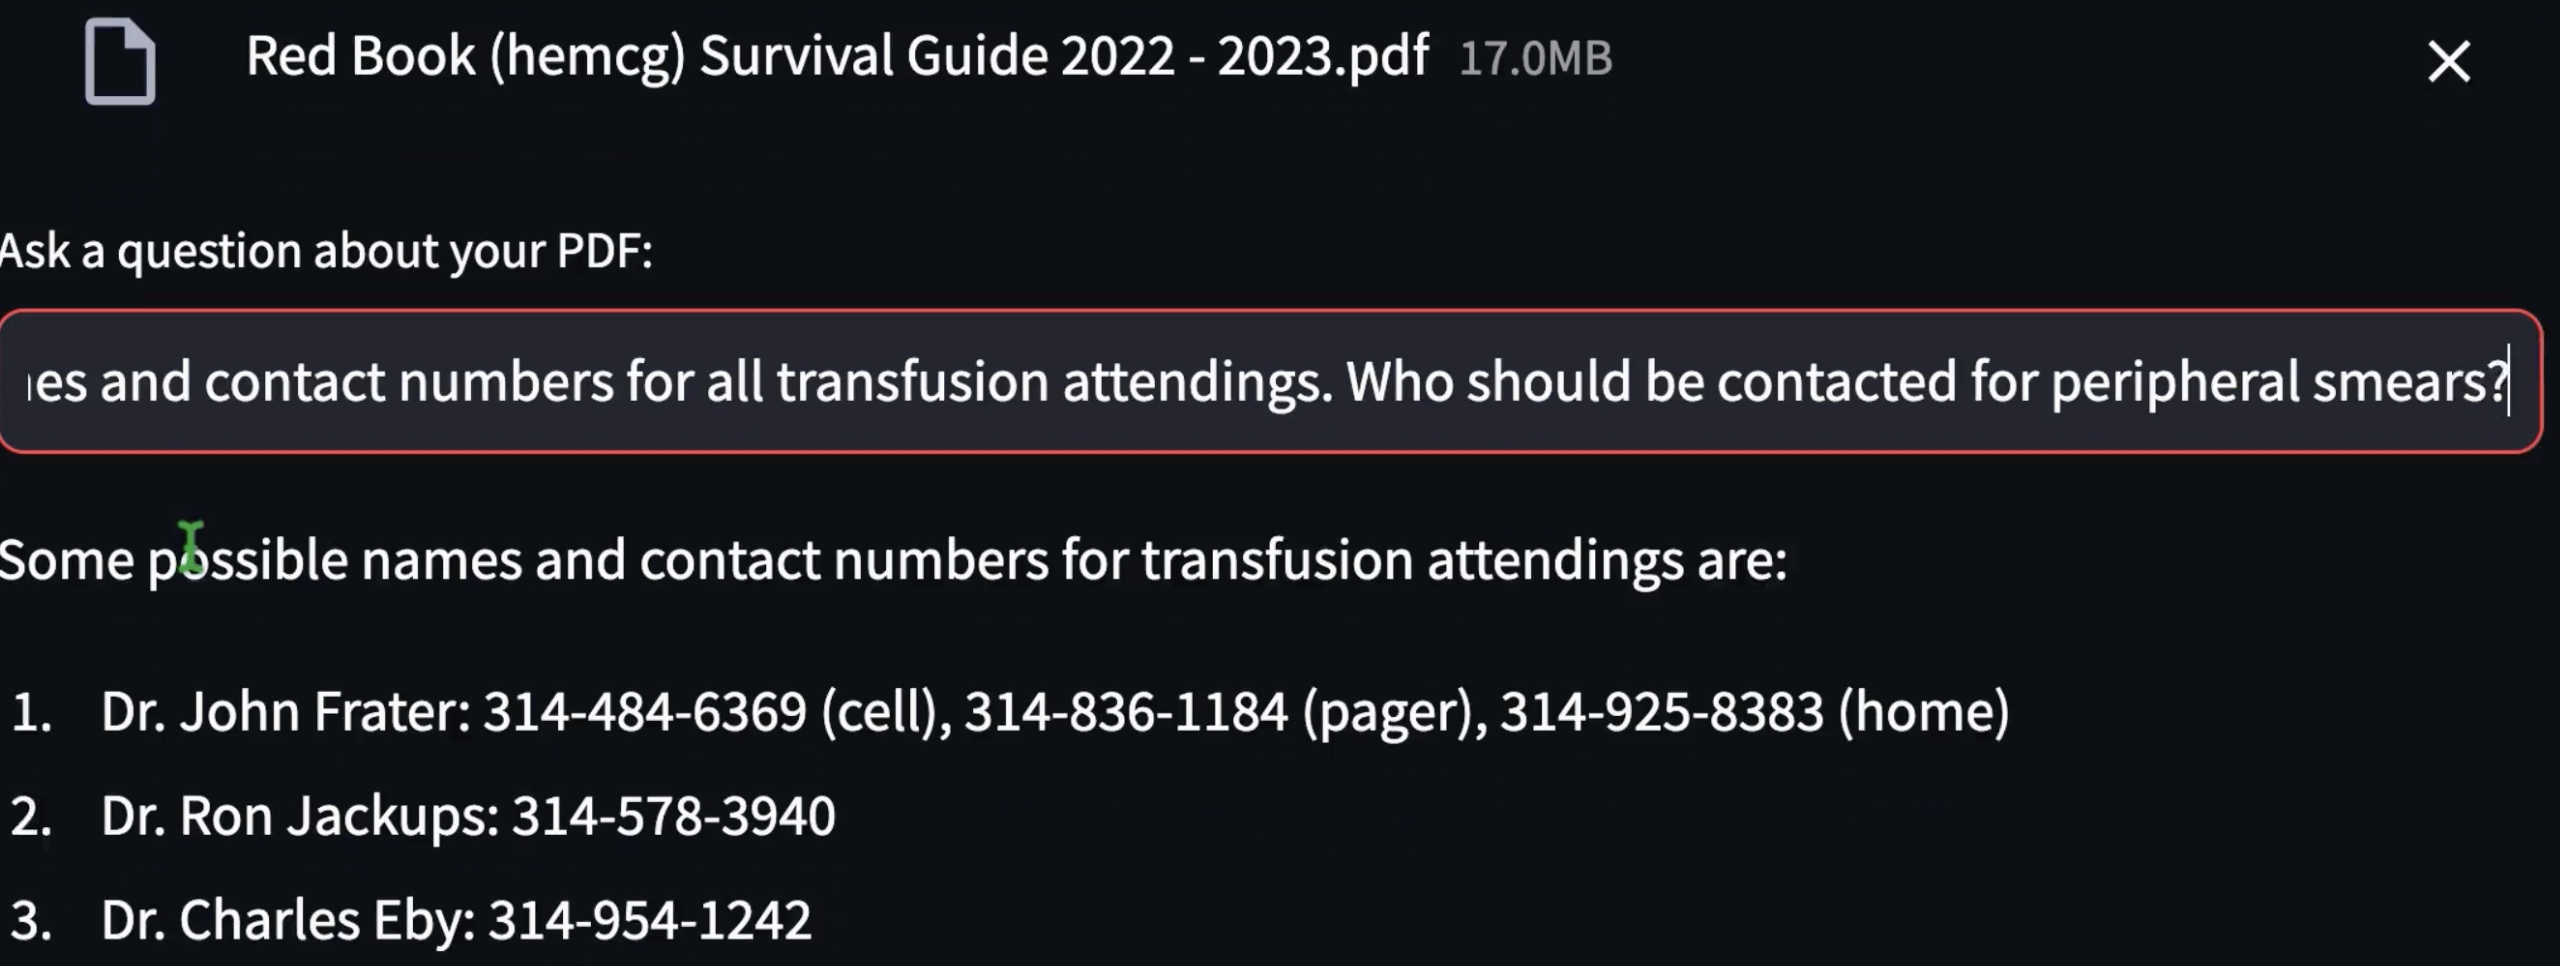 Red Book (hemcg) Survival Guide 2022 - 2023.pdf 17.0MB
Ask a question about your PDF:
es and contact numbers for all transfusion attendings. Who should be contacted for peripheral smears?
Some possible names and contact numbers for transfusion attendings are:
1. Dr. John Frater: 314-484-6369 (cell), 314-836-1184 (pager), 314-925-8383 (home)
2. Dr. Ron Jackups: 314-578-3940
3. Dr. Charles Eby: 314-954-1242